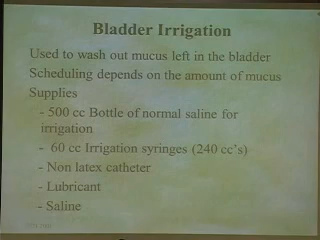 Bladder Irrigation
Used to wash out mucus left in the bladder
Scheduling depends on the amount of mucus
Supplies
- 500 cc Bottle of normal saline for
irrigation
- 60 cc Irrigation syringes (240 cc's)
- Non latex catheter
- Lubricant
- Saline